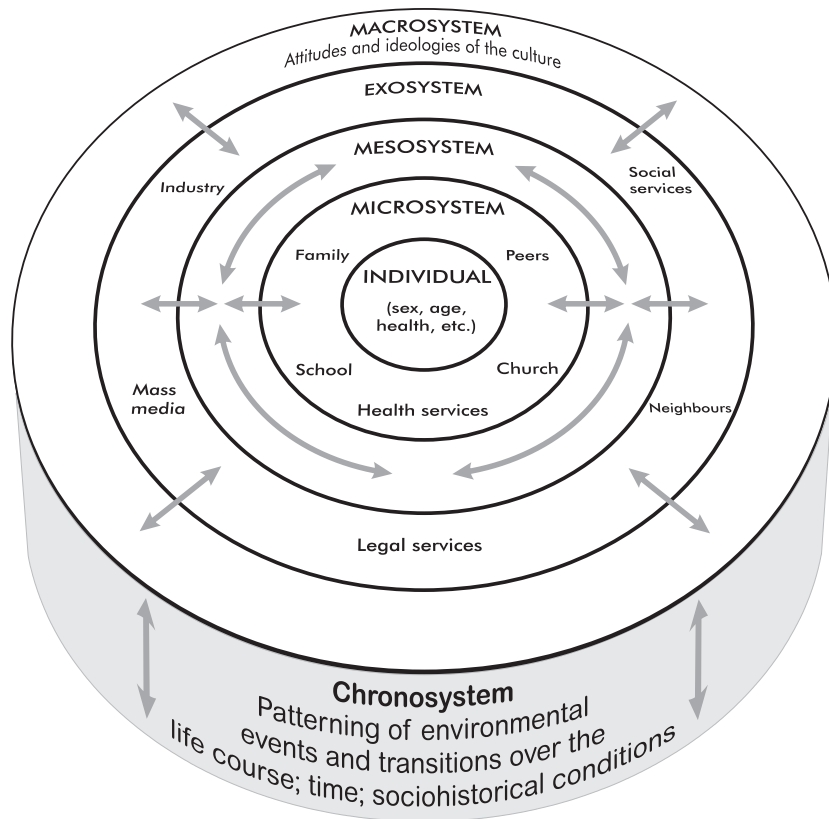 MACROSYSTEM
Attitudes and ideologies of the culture
EXOSYSTEM
MESOSYSTEM
Industry
Social
services
MICROSYSTEM
Family
Peers
INDIVIDUAL
(sex, age,
health, etc.)
School
Church
Mass
media
Health services
Neighbours
Legal services
Chronosystem
Patterning of environmental
events and transitions over the
life course; time; sociohistorical conditions